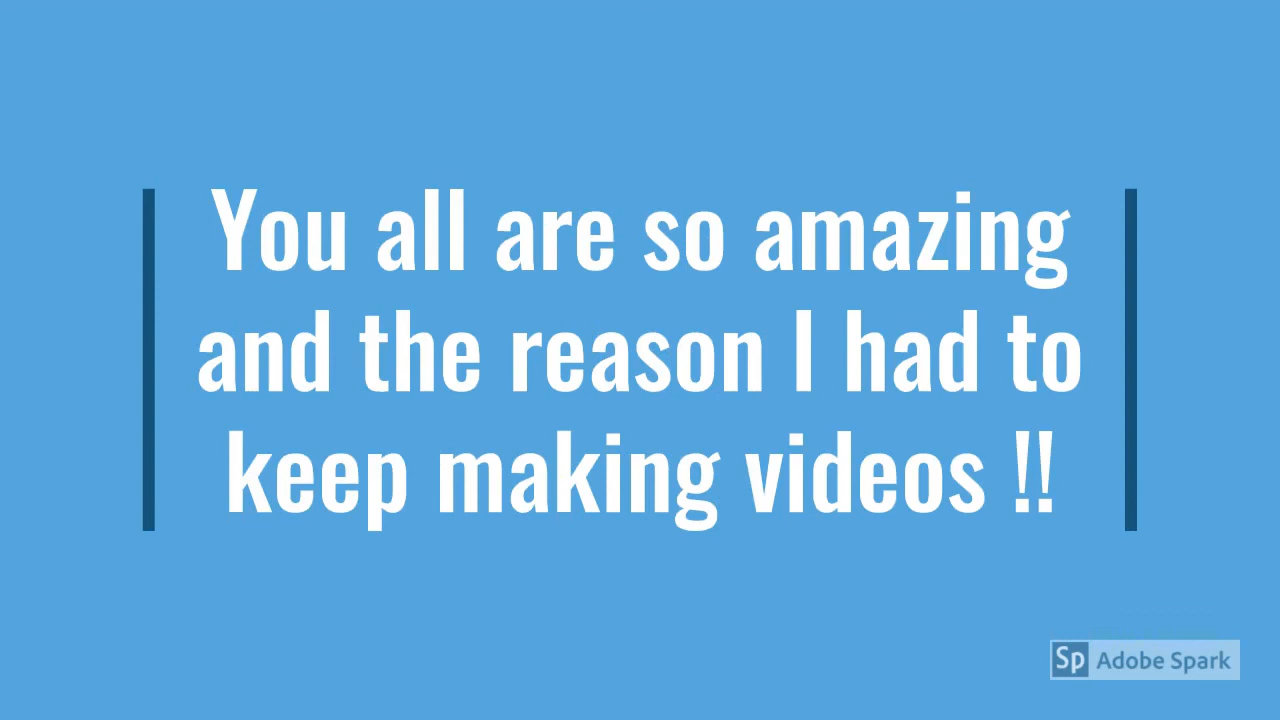 You all are so amazing
and the reason I had to
keep making videos !!
Sp Adobe Spark